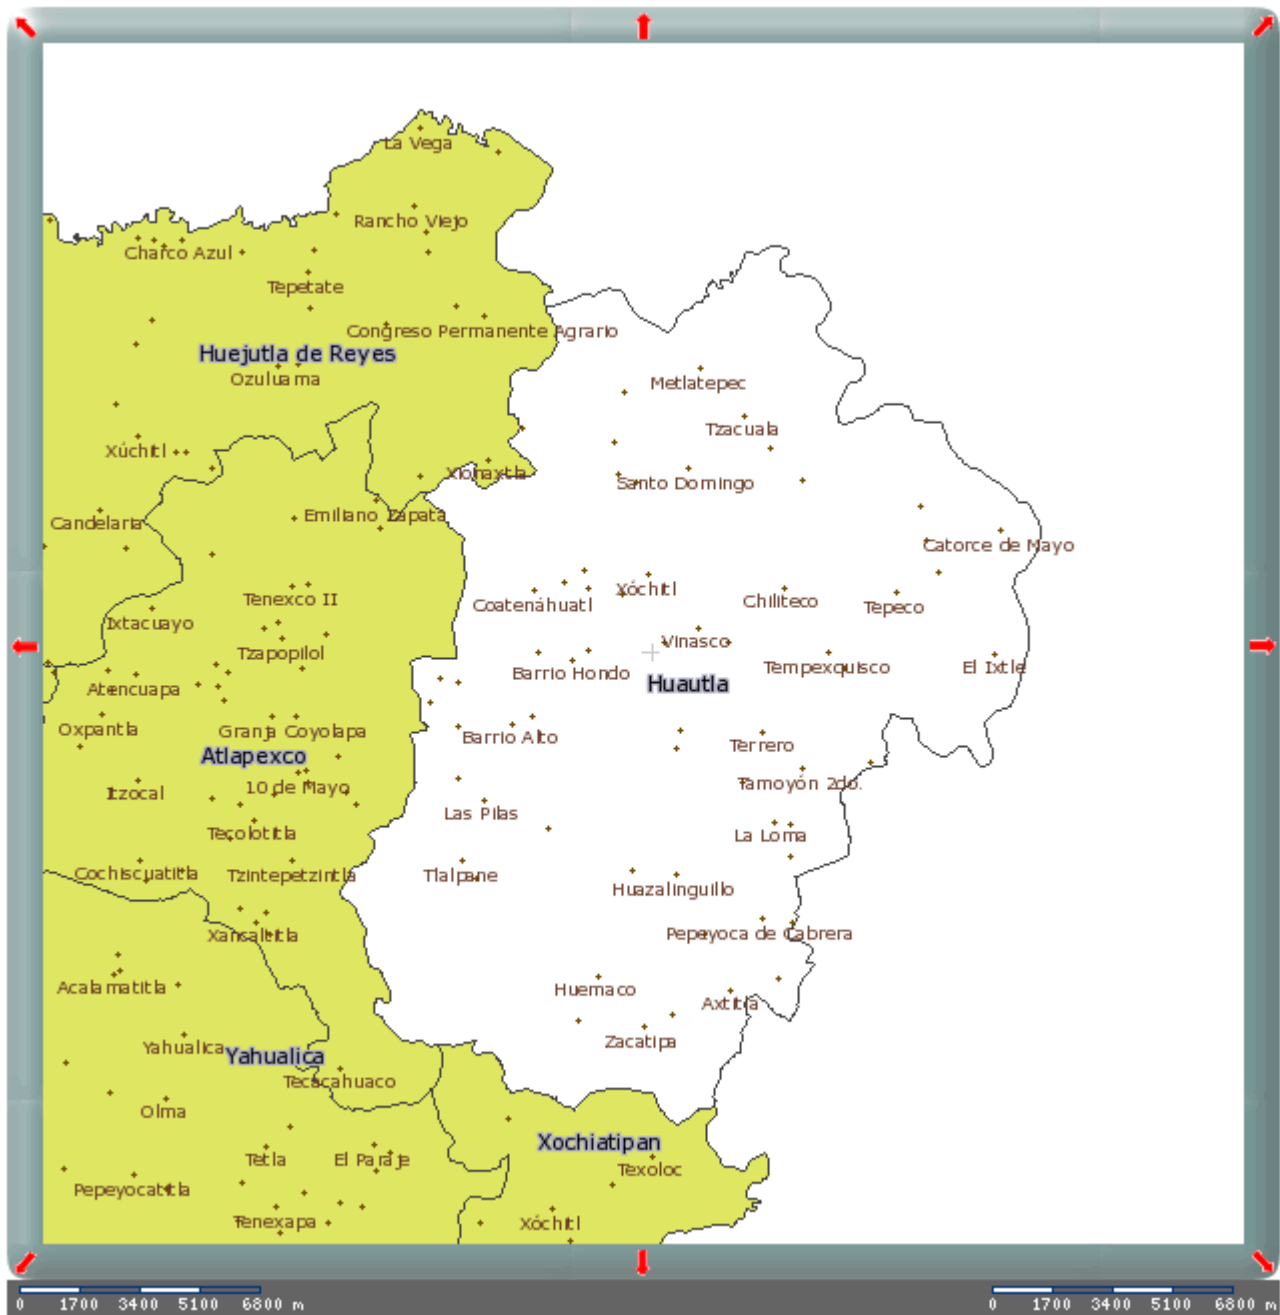 La Vega
Rancho Viejo
Charco Azul
Tepetate
Congreso Permanente Agrario
Huejutla de Reyes
Ozuluama
Metlatepec
Tzacuala
Xúchitl
Xiohaxtla
Santo Domingo
Emiliano Zapata
Candelaria
Catorce de Mayo
Xóchitl
Tenexco II
Coatenáhuatl
Chiliteco
Tepeco
Ixtacuayo
Vinasco
Tzapopilol
Barrio Hondo
Tempexquisco
El Ixtle
Atencuapa
Huautla
Oxpantla
Granja Coyolapa
Barrio Alto
Terrero
Atlapexco
Itzocal
10 de Mayo
Tamoyón 2do.
Las Pilas
Tecolotitla
La Loma
Cochiscuatitla
Tzintepetzintla
Tlalpane
Huazalinguillo
Xansaltitla
Pepeyoca de Cabrera
Acalamatitla
Huemaco
Axtitla
Yahualica
Zacatipa
Yahualica
Tecacahuaco
Olma
Xochiatipan
Tetla
El Paraje
Texoloc
Pepeyocatitla
Tenexapa
Xóchitl
0 1700 3400 5100 6800 m
0 1700 3400 5100 6800 m